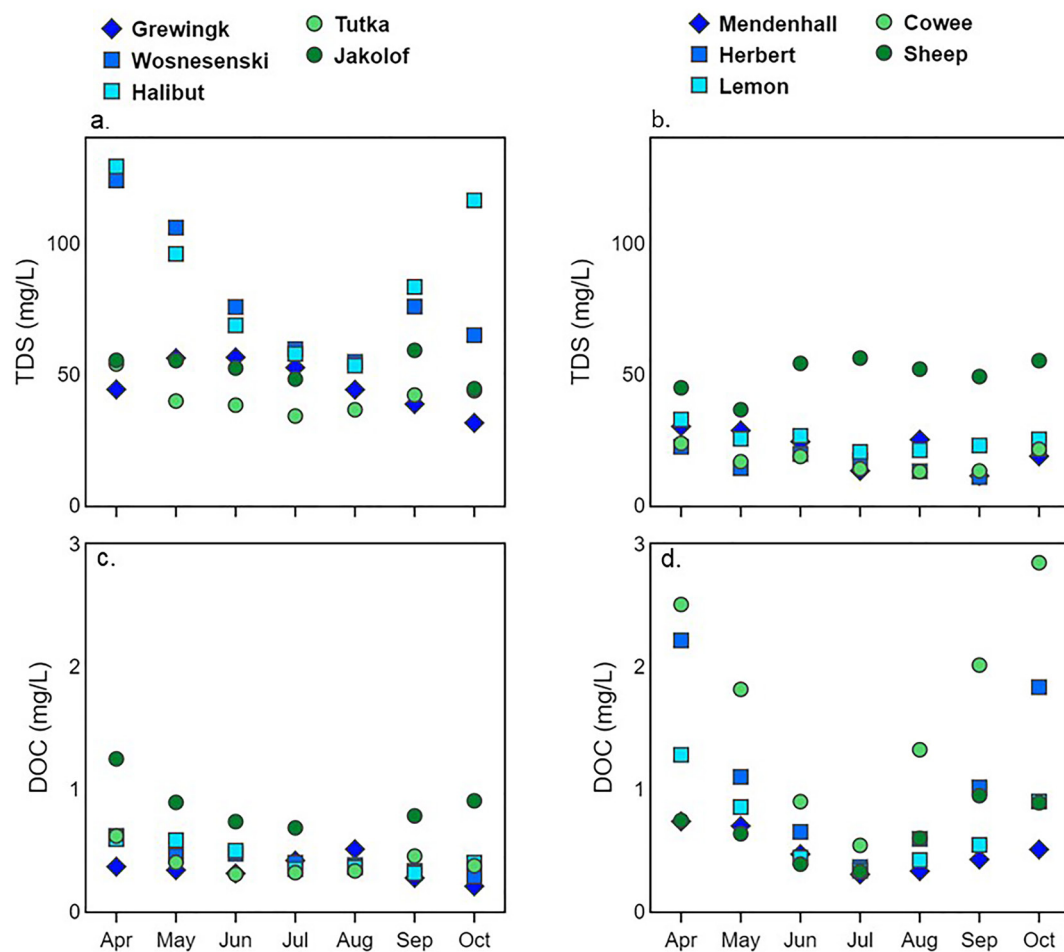 Grewingk
Wosnesenski
Halibut
Tutka
Jakolof
Mendenhall
Herbert
Lemon
Cowee
Sheep
a.
b.
TDS (mg/L)
100
50
0
TDS (mg/L)
100
50
0
c.
d.
DOC (mg/L)
3
2
1
0
Apr May Jun Jul Aug Sep Oct
DOC (mg/L)
3
2
1
0
Apr May Jun Jul Aug Sep Oct